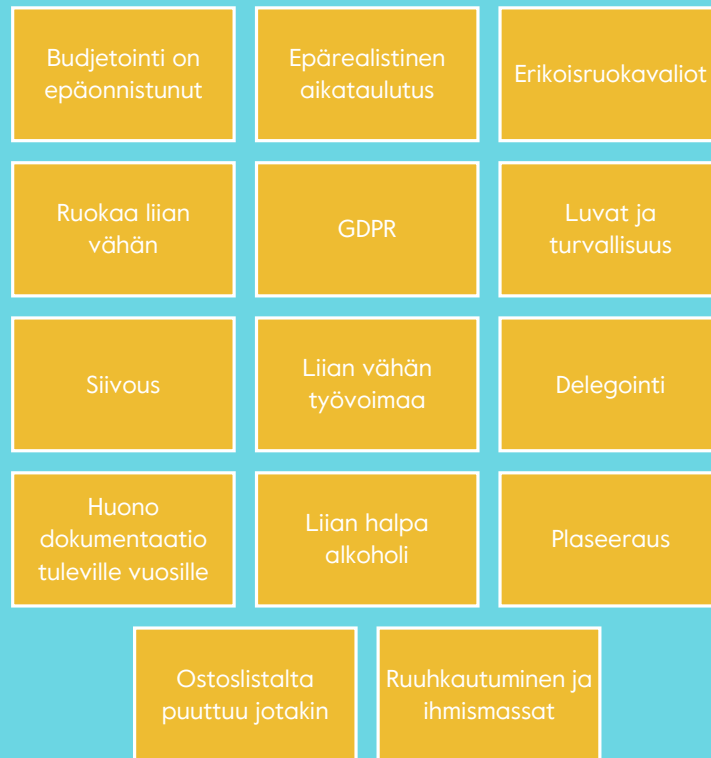 Budjetointi on
epäonnistunut
Epärealistinen
aikataulutus
Erikoisruokavaliot
Ruokaa liian
vähän
GDPR
Luvat ja
turvallisuus
Siivous
Liian vähän
työvoimaa
Delegointi
Huono
dokumentaatio
tuleville vuosille
Liian halpa
alkoholi
Plaseeraus
Ostoslistalta
puuttuu jotakin
Ruuhkautuminen ja
ihmismassat